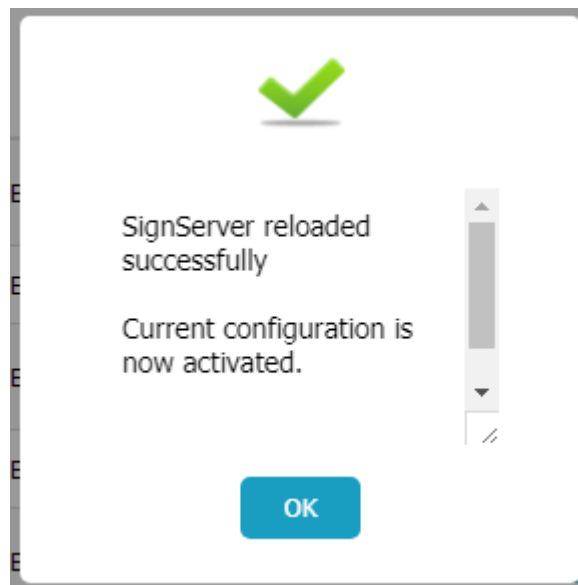 SignServer reloaded
successfully
Current configuration is
now activated.
OK